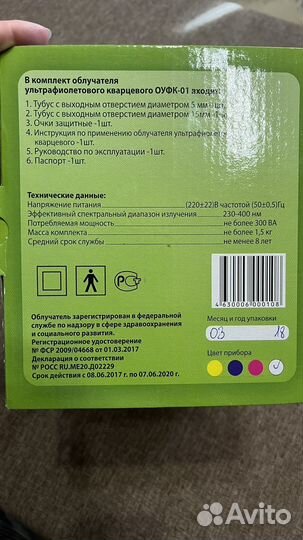 В комплект облучателя
ультрафиолетового кварцевого ОУФК-01 входит:
1. Тубус с выходным отверстием диаметром 5 мм
2. Тубус с выходным отверстием диаметром 15мм
3. Очки защитные -1шт.
4. Инструкция по применению облучателя ультрафиолетового
кварцевого -1шт.
5. Руководство по эксплуатации -1шт.
6. Паспорт -1шт.
Технические данные:
Напряжение питания (220±22)В частотой (50±0,5)Гц
Эффективный спектральный диапазон излучения 230-400 нм
Потребляемая мощность не более 300 ВА
Масса комплекта не более 1,5 кг
Средний срок службы не менее 8 лет
4630006000108
Облучатель зарегистрирован в федеральной
службе по надзору в сфере здравоохранения
и социального развития.
Регистрационное удостоверение
№ ФСР 2009/04668 от 01.03.2017
Декларация о соответствии
№ РОСС RU.МЕ20.Д02229
Срок действия с 08.06.2017 г. по 07.06.2020 г.
Месяц и год упаковки
03 18
Цвет прибора
Avito